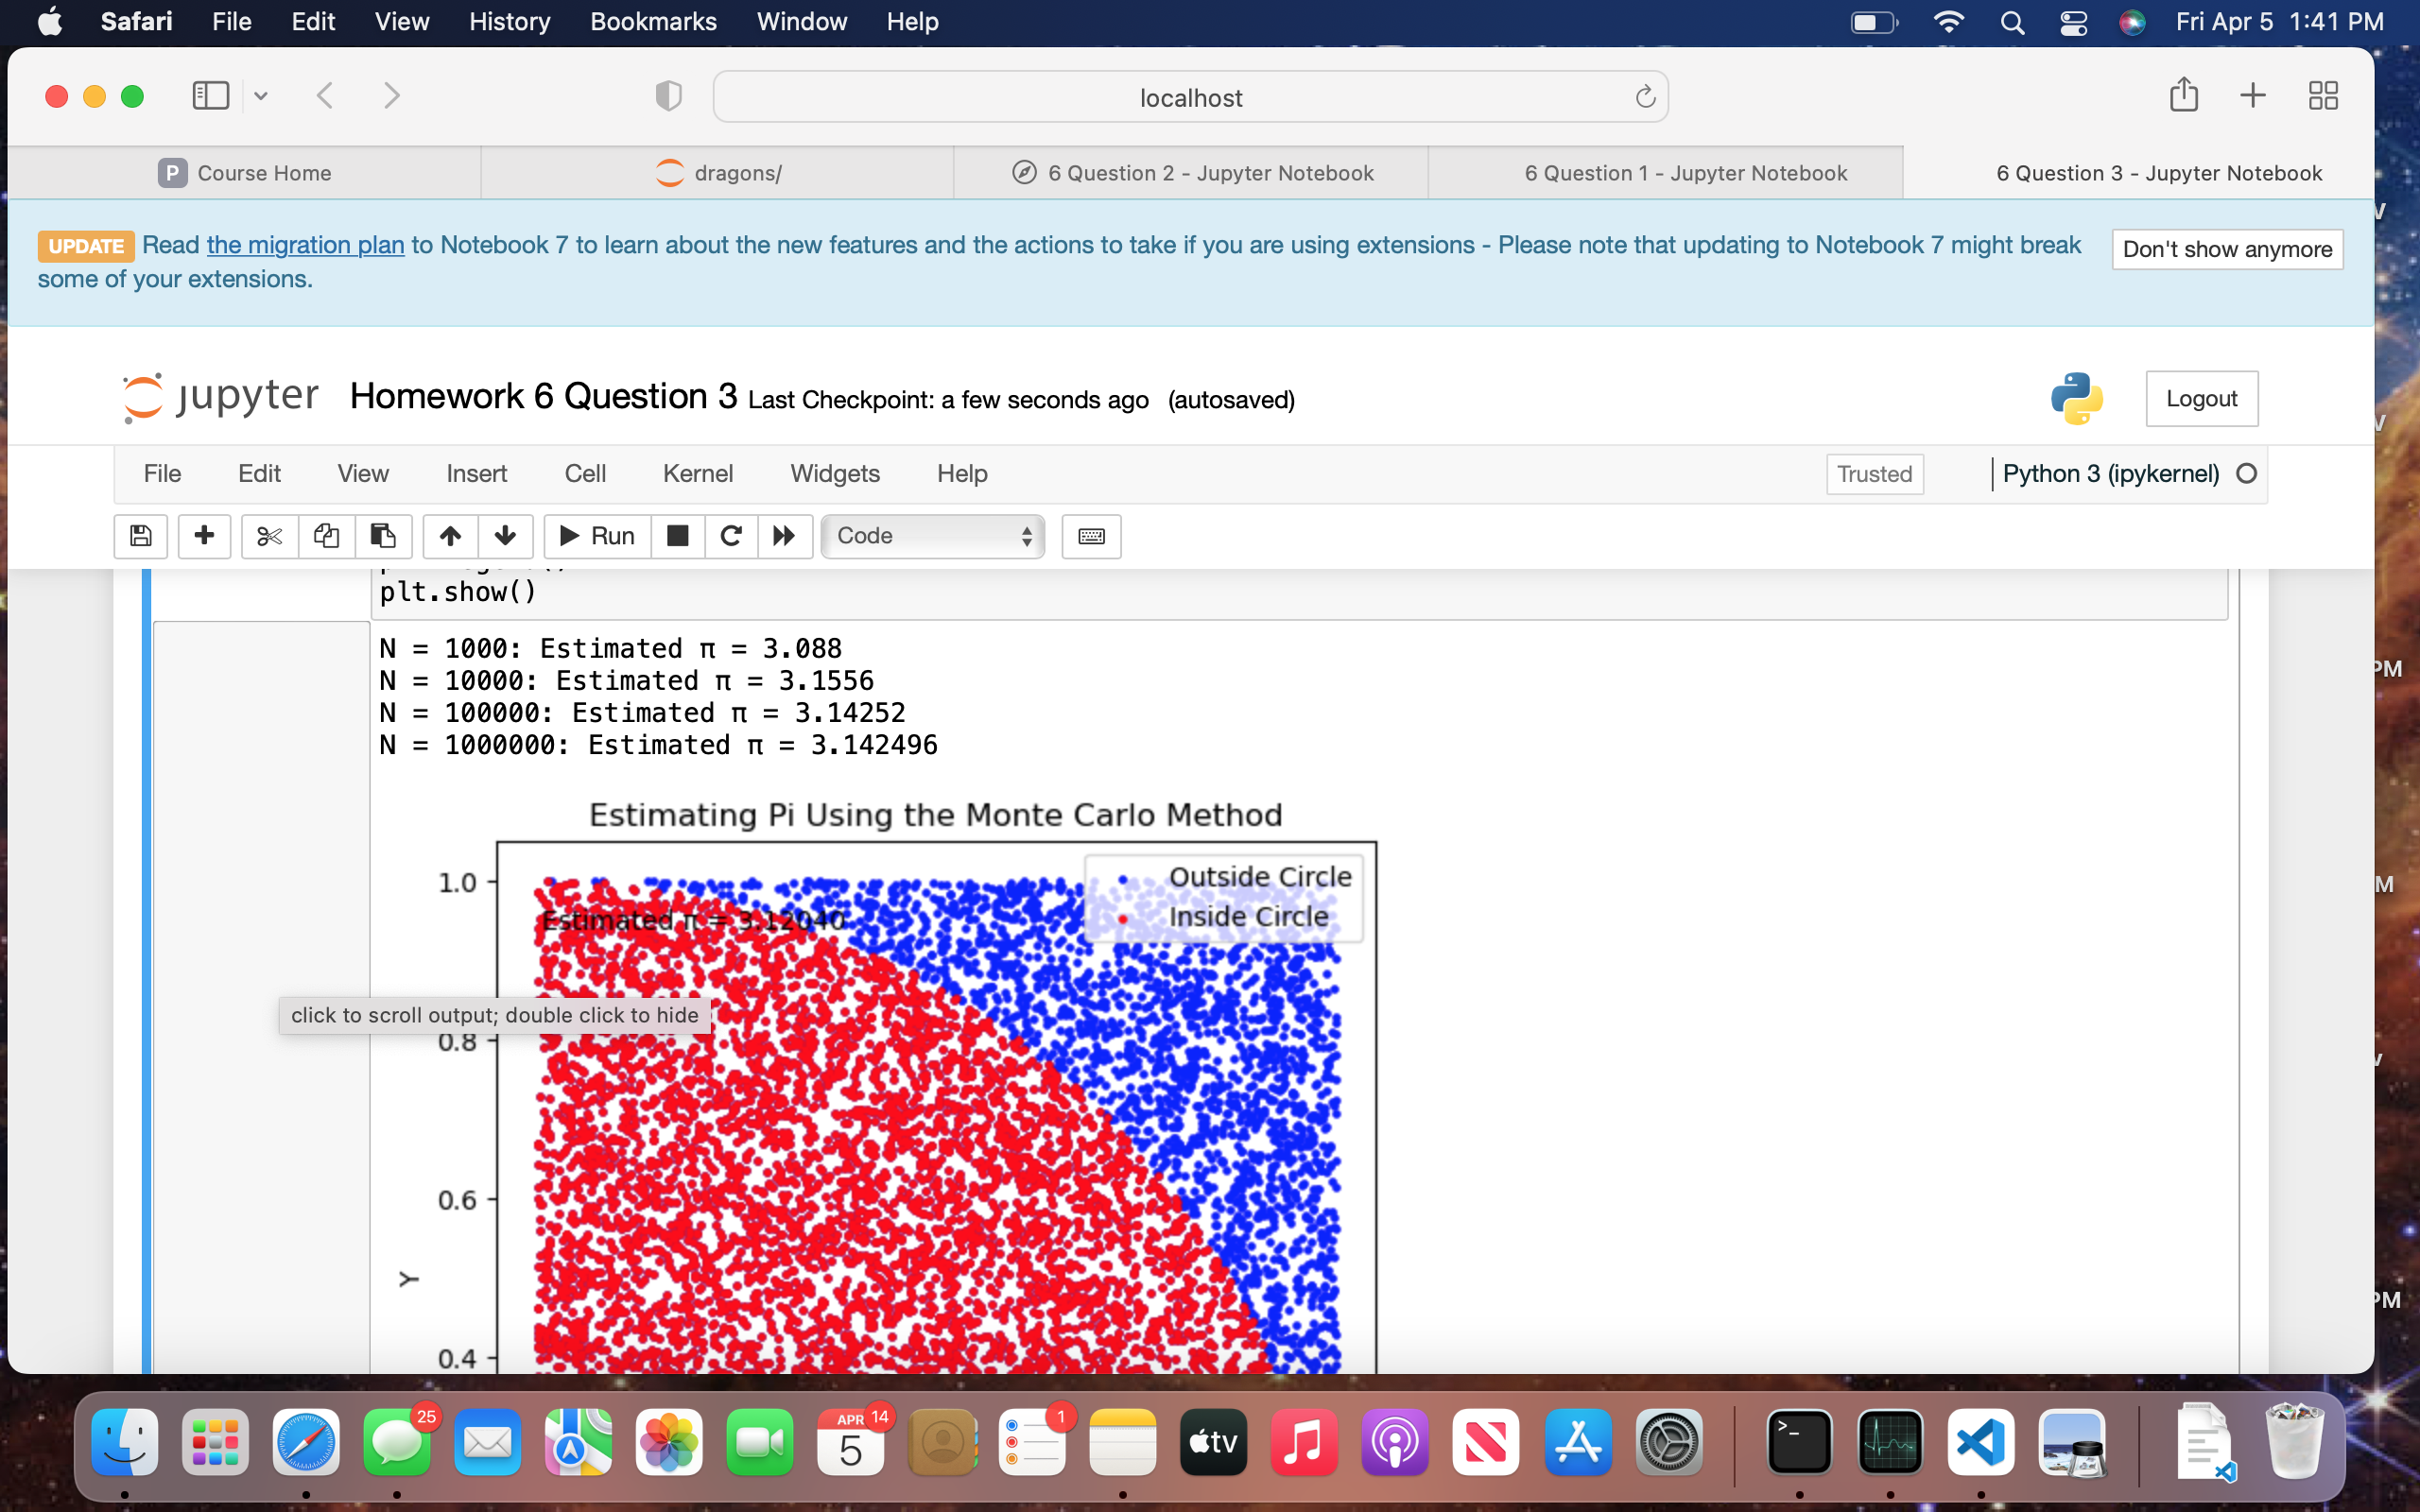 Safari File Edit View History Bookmarks Window Help Fri Apr 5 1:41 PM
localhost
P Course Home dragons/ 6 Question 2 - Jupyter Notebook 6 Question 1 - Jupyter Notebook 6 Question 3 - Jupyter Notebook
UPDATE Read the migration plan to Notebook 7 to learn about the new features and the actions to take if you are using extensions - Please note that updating to Notebook 7 might break
some of your extensions.
Don't show anymore
jupyter Homework 6 Question 3 Last Checkpoint: a few seconds ago (autosaved)
Logout
File Edit View Insert Cell Kernel Widgets Help Trusted Python 3 (ipykernel)
Run Code
plt.show()
N = 1000: Estimated π = 3.088
N = 10000: Estimated π = 3.1556
N = 100000: Estimated π = 3.14252
N = 1000000: Estimated π = 3.142496
Estimating Pi Using the Monte Carlo Method
1.0
Outside Circle
Inside Circle
Estimated π = 3.12040
click to scroll output; double click to hide
0.8
0.6
Y
0.4
PM
M
PM
25
APR 14
5
1
tv
>_